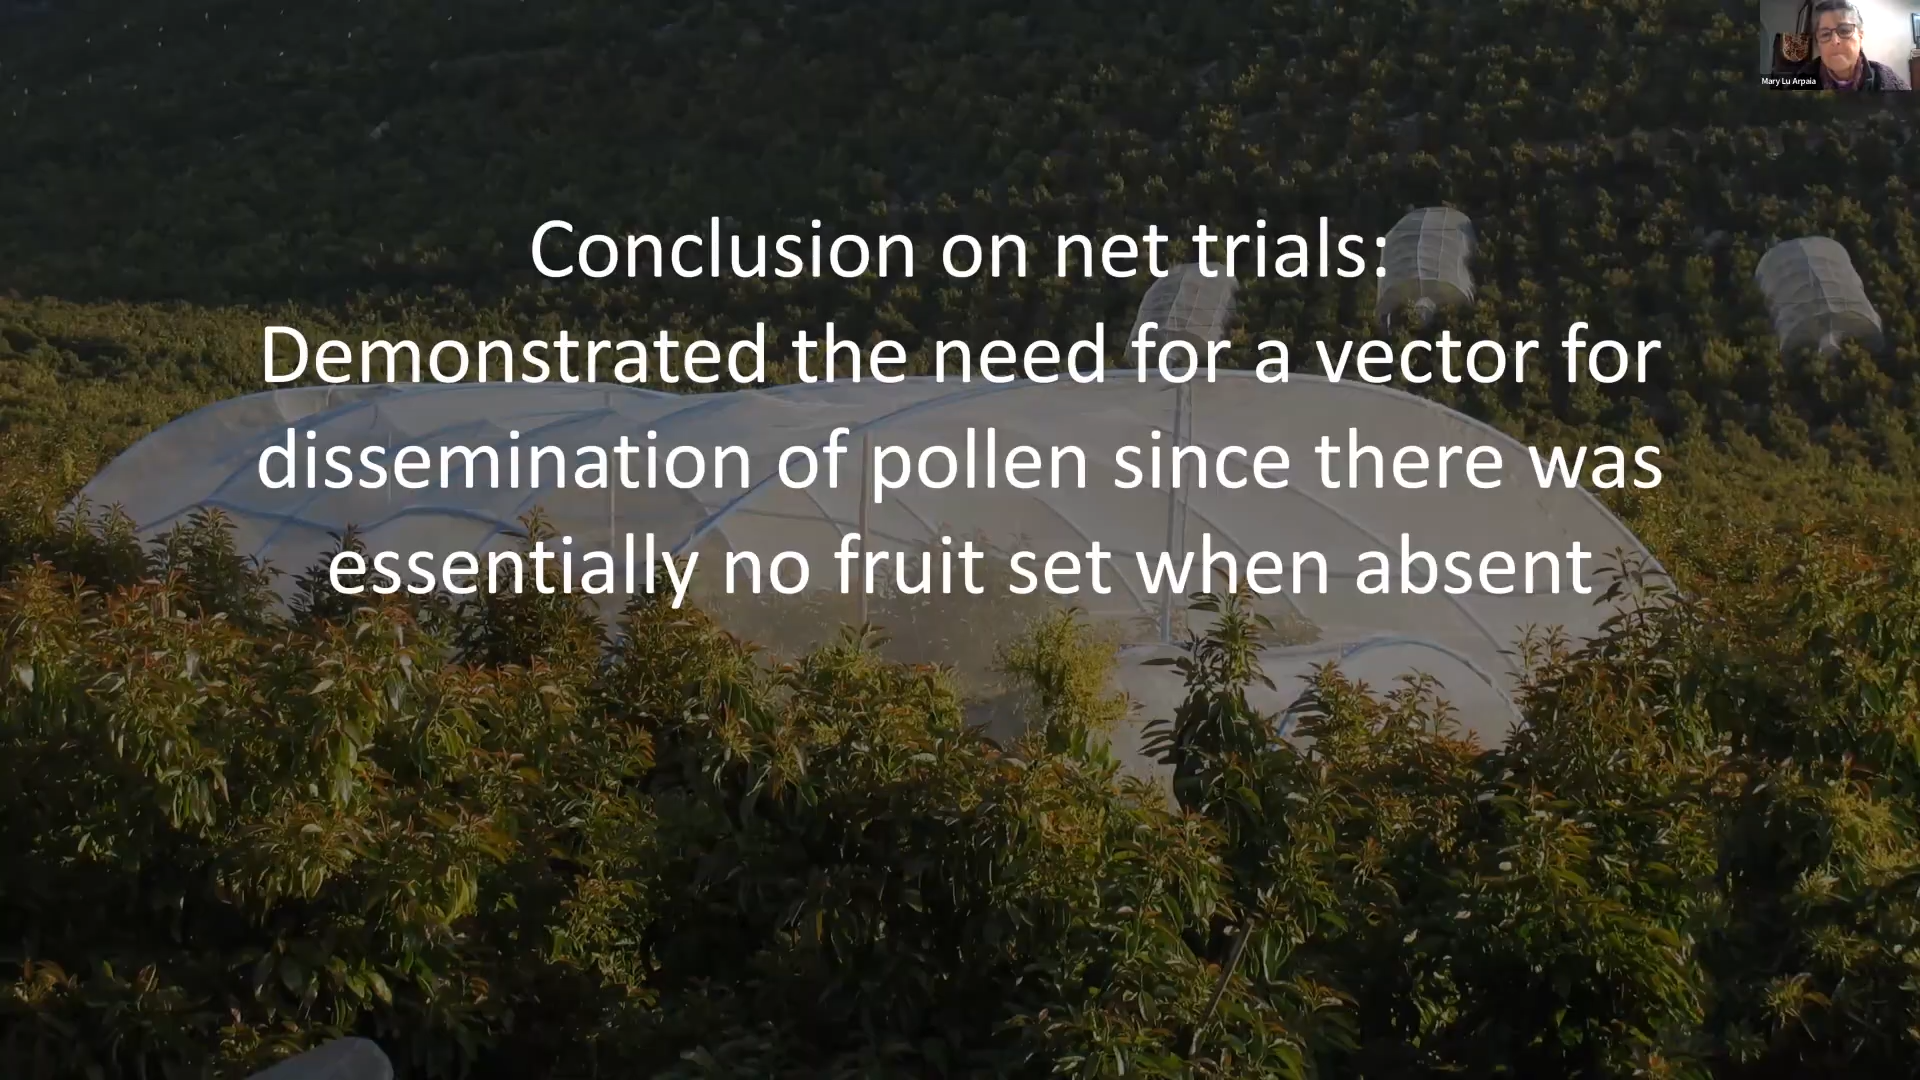 Mary Lu Arpaia
Conclusion on net trials:
Demonstrated the need for a vector for
dissemination of pollen since there was
essentially no fruit set when absent